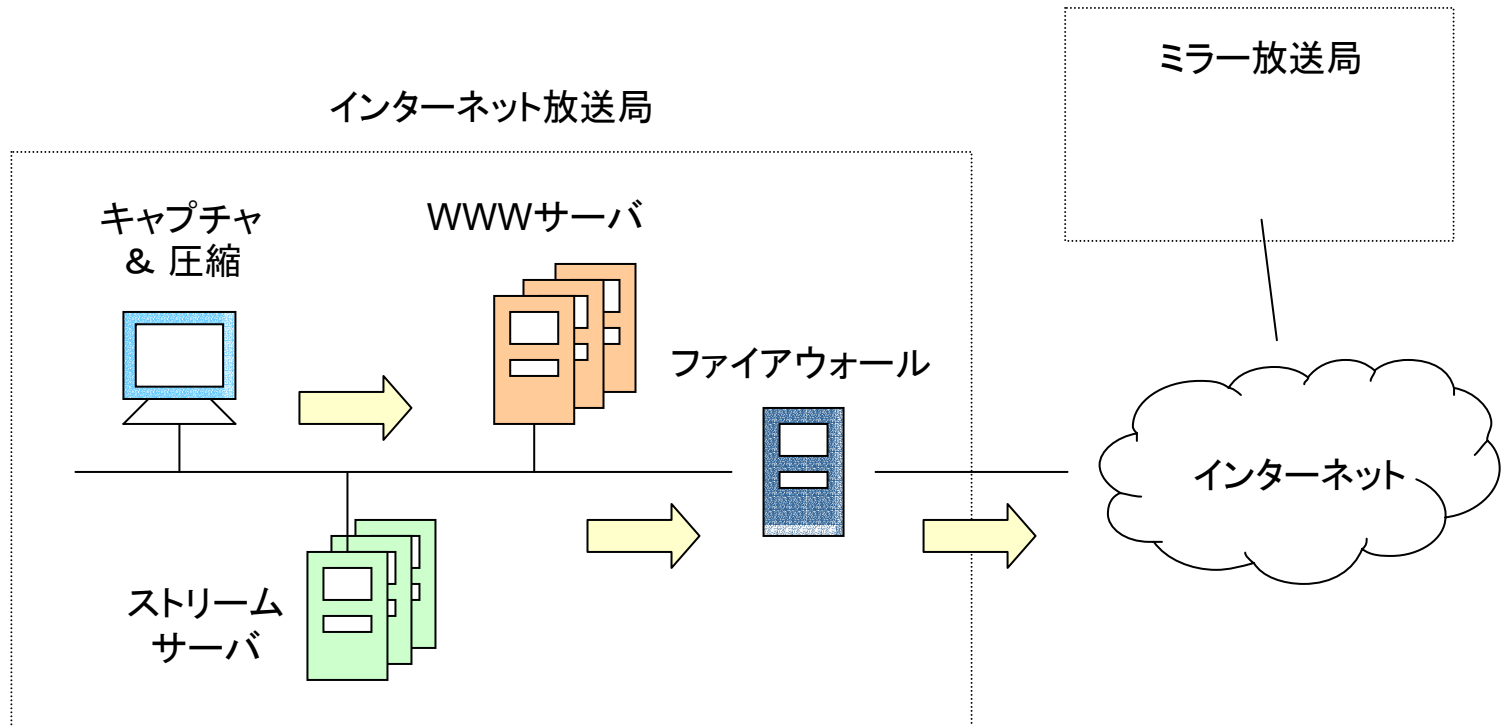 ミラー放送局
インターネット放送局
キャプチャ
& 圧縮
WWWサーバ
ファイアウォール
インターネット
ストリーム
サーバ